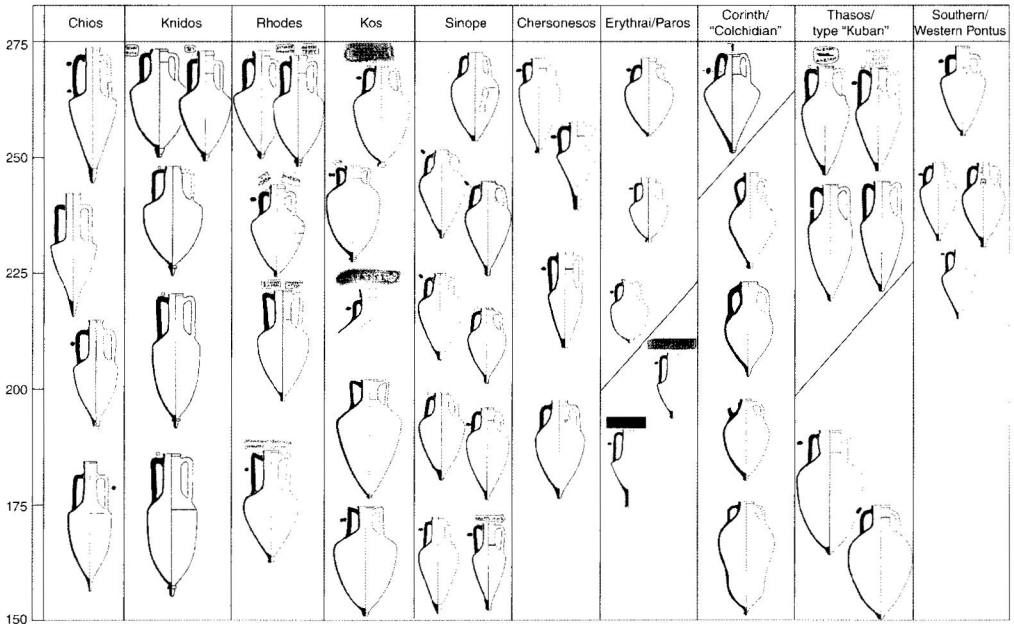 Chios
Knidos
Rhodes
Kos
Sinope
Chersonesos
Erythrai/Paros
Corinth/
"Colchidian"
Thasos/
type "Kuban"
Southern/
Western Pontus
275
250
225
200
175
150